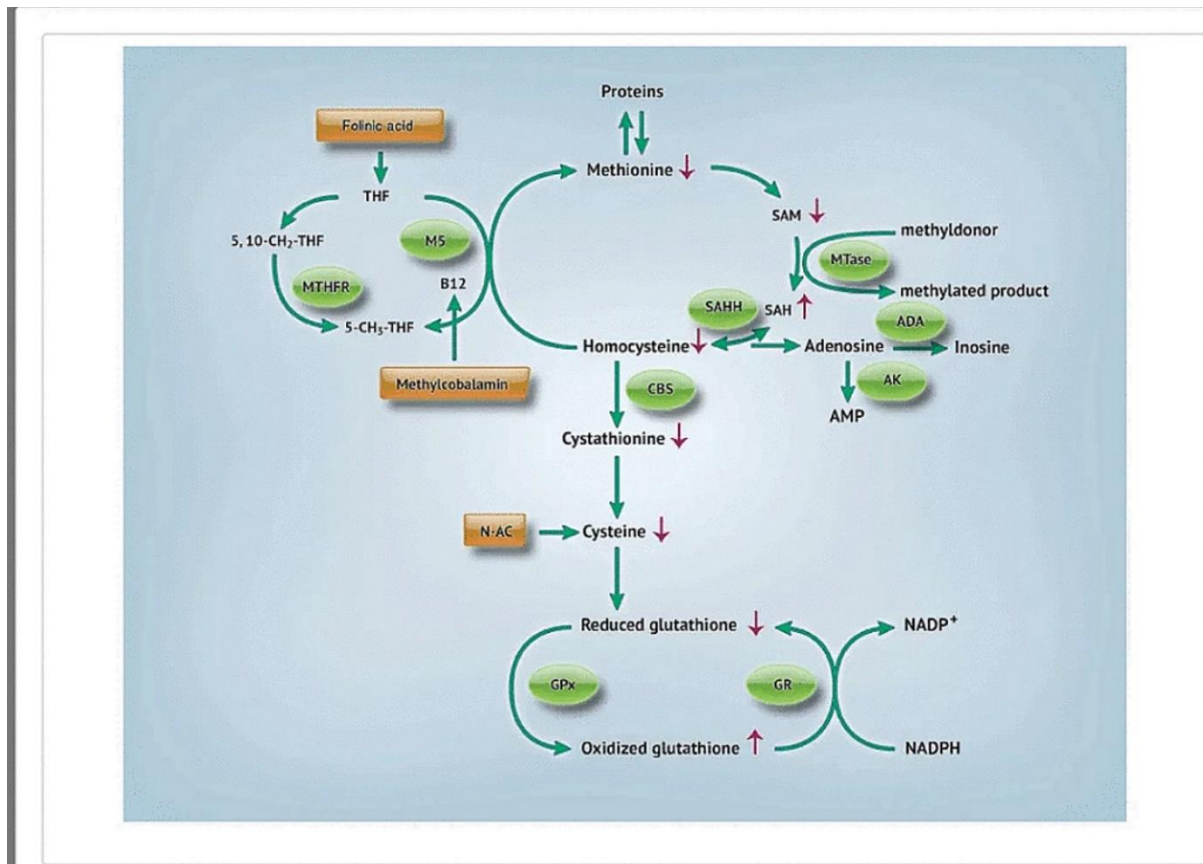 Proteins
Folinic acid
Methionine ↓
THF
SAM ↓
methyldonor
5, 10-CH₂-THF
M5
MTase
MTHFR
B12
methylated product
SAHH
SAH ↑
ADA
5-CH₃-THF
Homocysteine ↓
Adenosine
Inosine
Methylcobalamin
CBS
AK
AMP
Cystathionine ↓
N-AC
Cysteine ↓
Reduced glutathione ↓
NADP⁺
GPx
GR
Oxidized glutathione ↑
NADPH